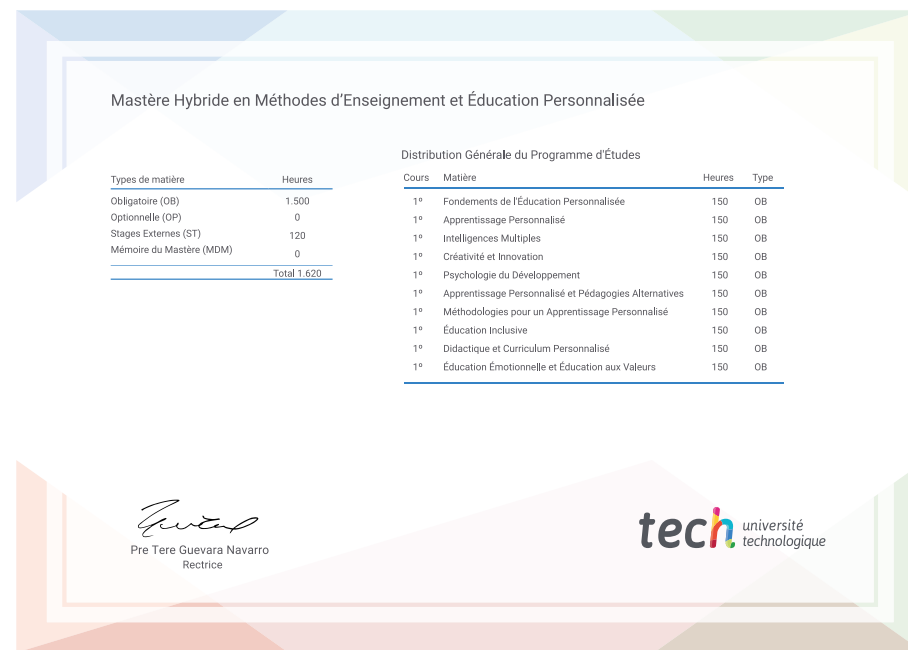 Mastère Hybride en Méthodes d'Enseignement et Éducation Personnalisée
Types de matière Heures
Obligatoire (OB) 1.500
Optionnelle (OP) 0
Stages Externes (ST) 120
Mémoire du Mastère (MDM) 0
Total 1.620
Distribution Générale du Programme d'Études
Cours Matière Heures Type
1º Fondements de l'Éducation Personnalisée 150 OB
1º Apprentissage Personnalisé 150 OB
1º Intelligences Multiples 150 OB
1º Créativité et Innovation 150 OB
1º Psychologie du Développement 150 OB
1º Apprentissage Personnalisé et Pédagogies Alternatives 150 OB
1º Méthodologies pour un Apprentissage Personnalisé 150 OB
1º Éducation Inclusive 150 OB
1º Didactique et Curriculum Personnalisé 150 OB
1º Éducation Émotionnelle et Éducation aux Valeurs 150 OB
Pre Tere Guevara Navarro
Rectrice
tech université
technologique